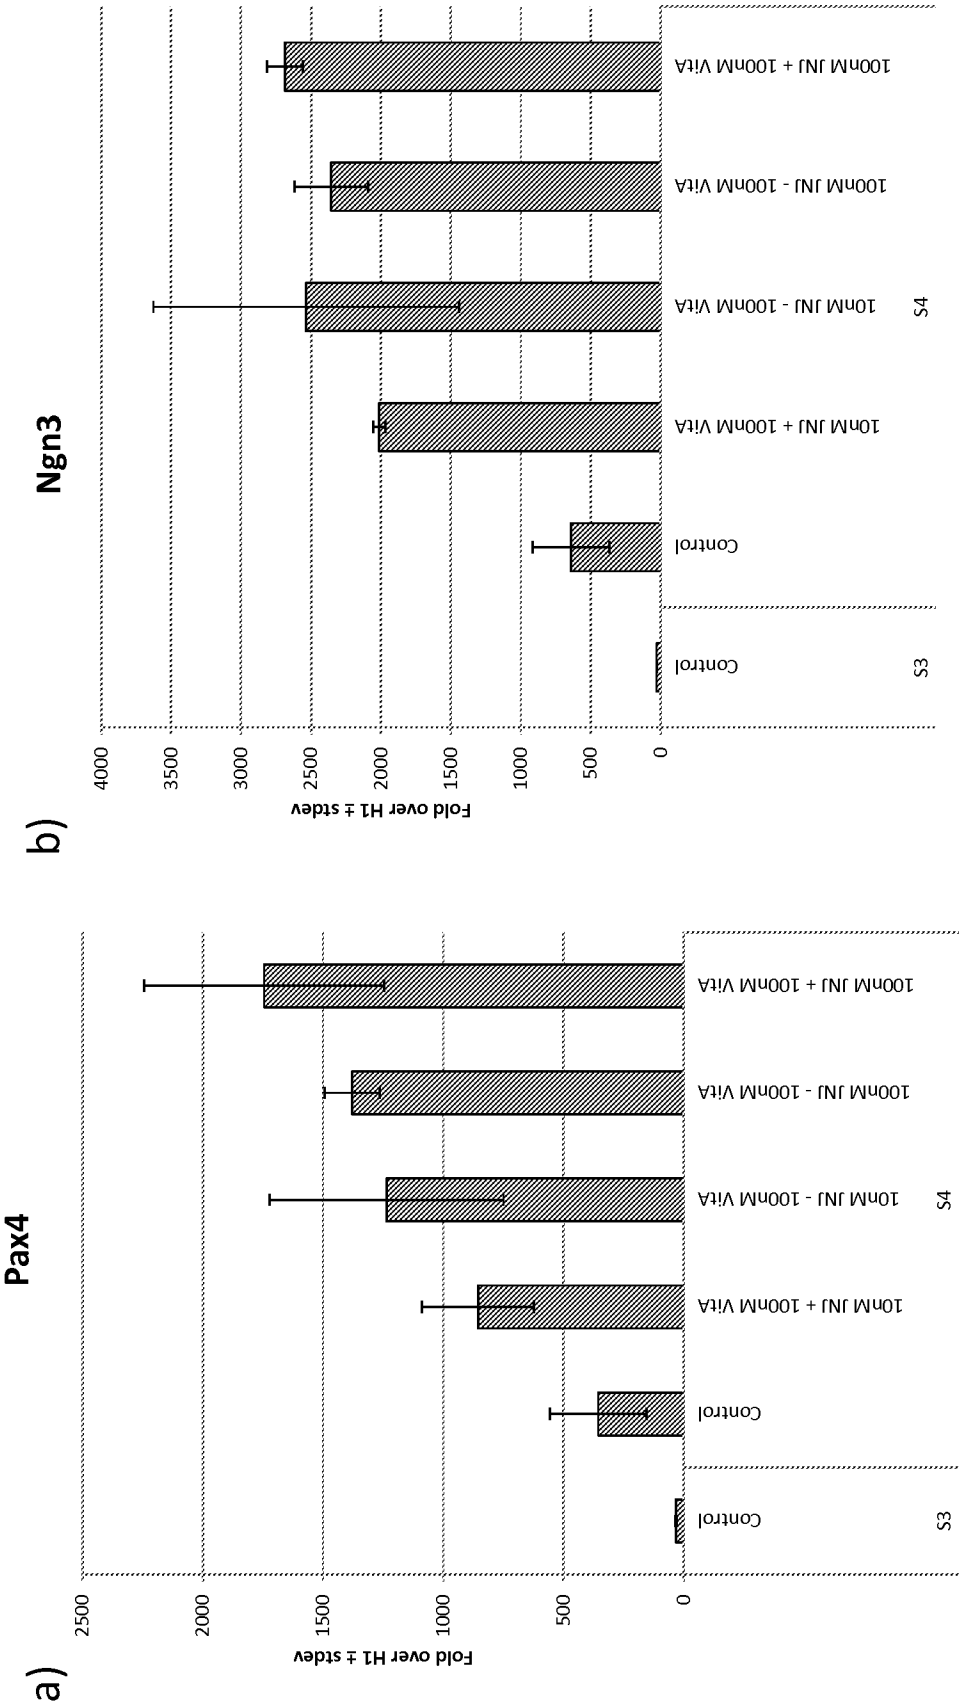 a)
Pax4
Fold over H1 ± stdev
2500
2000
1500
1000
500
0
Control
Control
10nM JNJ + 100nM VitA
10nM JNJ - 100nM VitA
100nM JNJ - 100nM VitA
100nM JNJ + 100nM VitA
S3
S4
b)
Ngn3
Fold over H1 ± stdev
4000
3500
3000
2500
2000
1500
1000
500
0
Control
Control
10nM JNJ + 100nM VitA
10nM JNJ - 100nM VitA
100nM JNJ - 100nM VitA
100nM JNJ + 100nM VitA
S3
S4